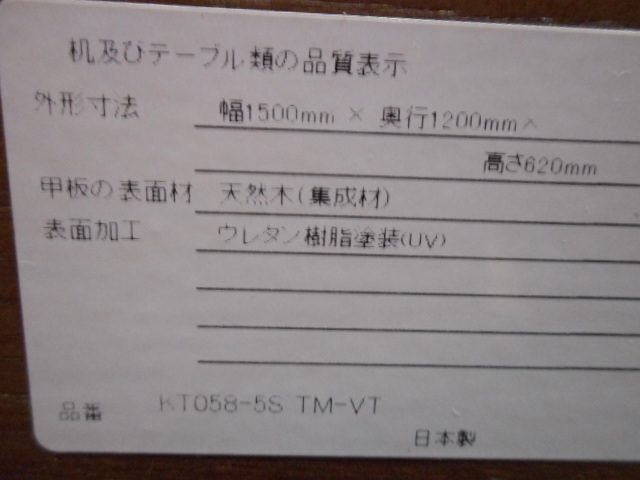 机及びテーブル類の品質表示
外形寸法 幅1500mm × 奥行1200mm×
高さ620mm
甲板の表面材 天然木(集成材)
表面加工 ウレタン樹脂塗装(UV)
品番 KT058-5S TM-VT
日本製